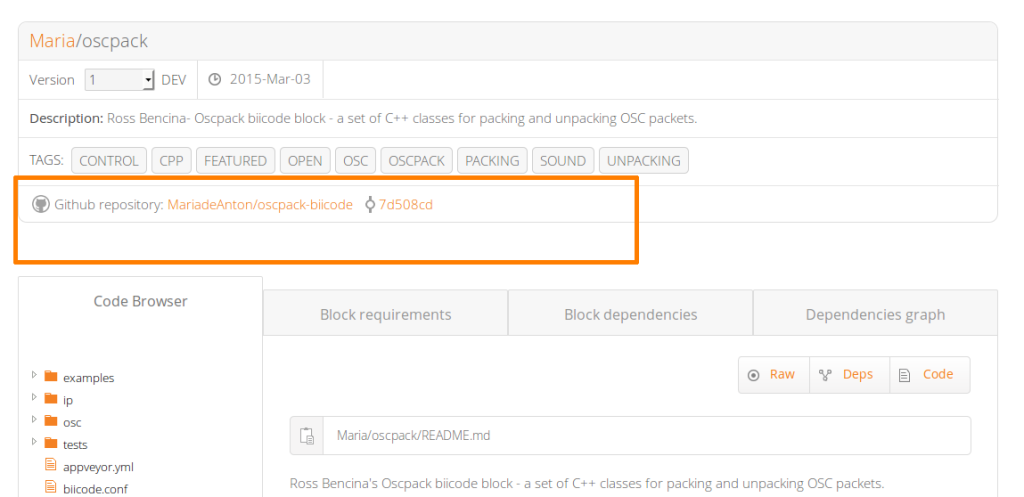 Maria/oscpack
Version 1 DEV 2015-Mar-03
Description: Ross Bencina- Oscpack biicode block - a set of C++ classes for packing and unpacking OSC packets.
TAGS: CONTROL CPP FEATURED OPEN OSC OSCPACK PACKING SOUND UNPACKING
Github repository: MariadeAnton/oscpack-biicode 7d508cd
Code Browser
Block requirements
Block dependencies
Dependencies graph
examples
ip
osc
tests
appveyor.yml
biicode.conf
Raw Deps Code
Maria/oscpack/README.md
Ross Bencina's Oscpack biicode block - a set of C++ classes for packing and unpacking OSC packets.